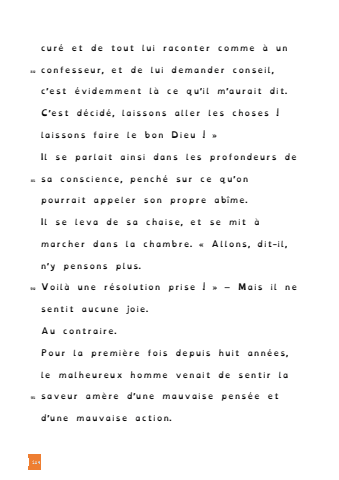 curé et de tout lui raconter comme à un
confesseur, et de lui demander conseil,
c'est évidemment là ce qu'il m'aurait dit.
C'est décidé, laissons aller les choses !
laissons faire le bon Dieu ! »
Il se parlait ainsi dans les profondeurs de
sa conscience, penché sur ce qu'on
pourrait appeler son propre abîme.
Il se leva de sa chaise, et se mit à
marcher dans la chambre. « Allons, dit-il,
n'y pensons plus.
Voilà une résolution prise ! » – Mais il ne
sentit aucune joie.
Au contraire.
Pour la première fois depuis huit années,
le malheureux homme venait de sentir la
saveur amère d'une mauvaise pensée et
d'une mauvaise action.